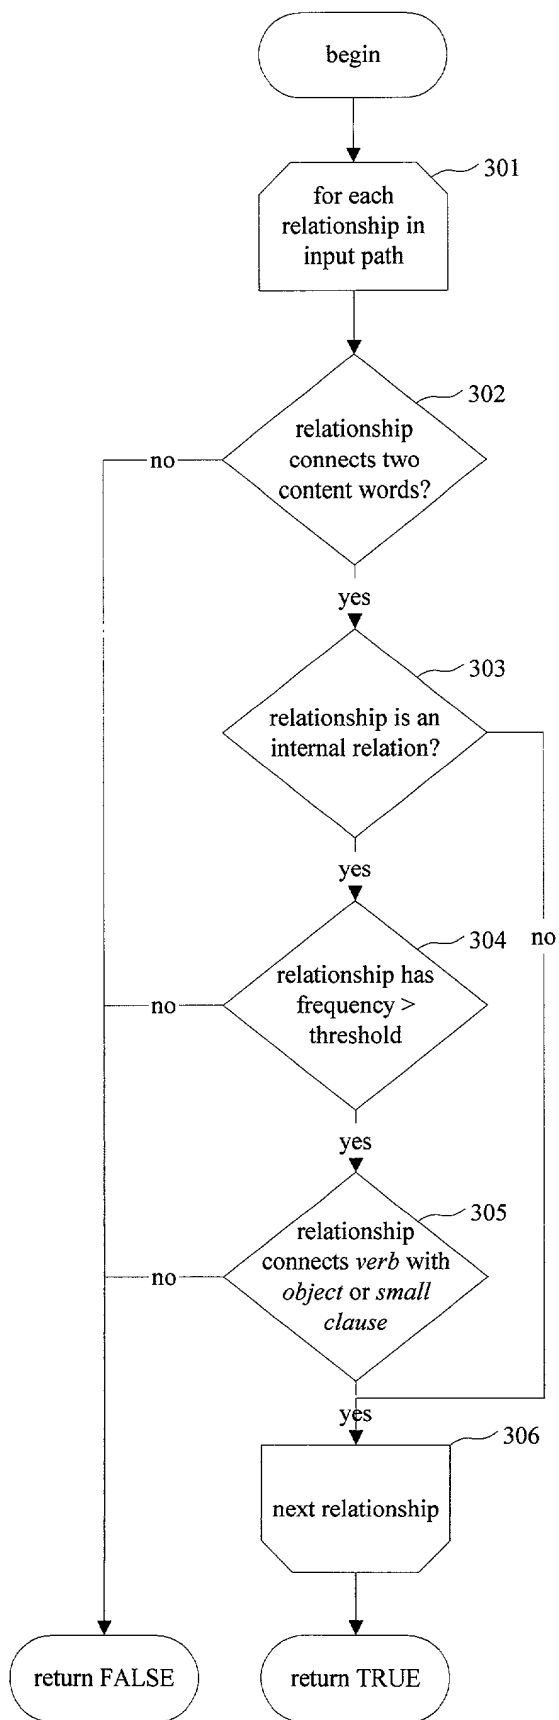 begin
301
for each
relationship in
input path
302
relationship
connects two
content words?
no
yes
303
relationship is an
internal relation?
yes
no
304
relationship has
frequency >
threshold
no
yes
305
relationship
connects verb with
object or small
clause
no
yes
306
next relationship
return FALSE
return TRUE